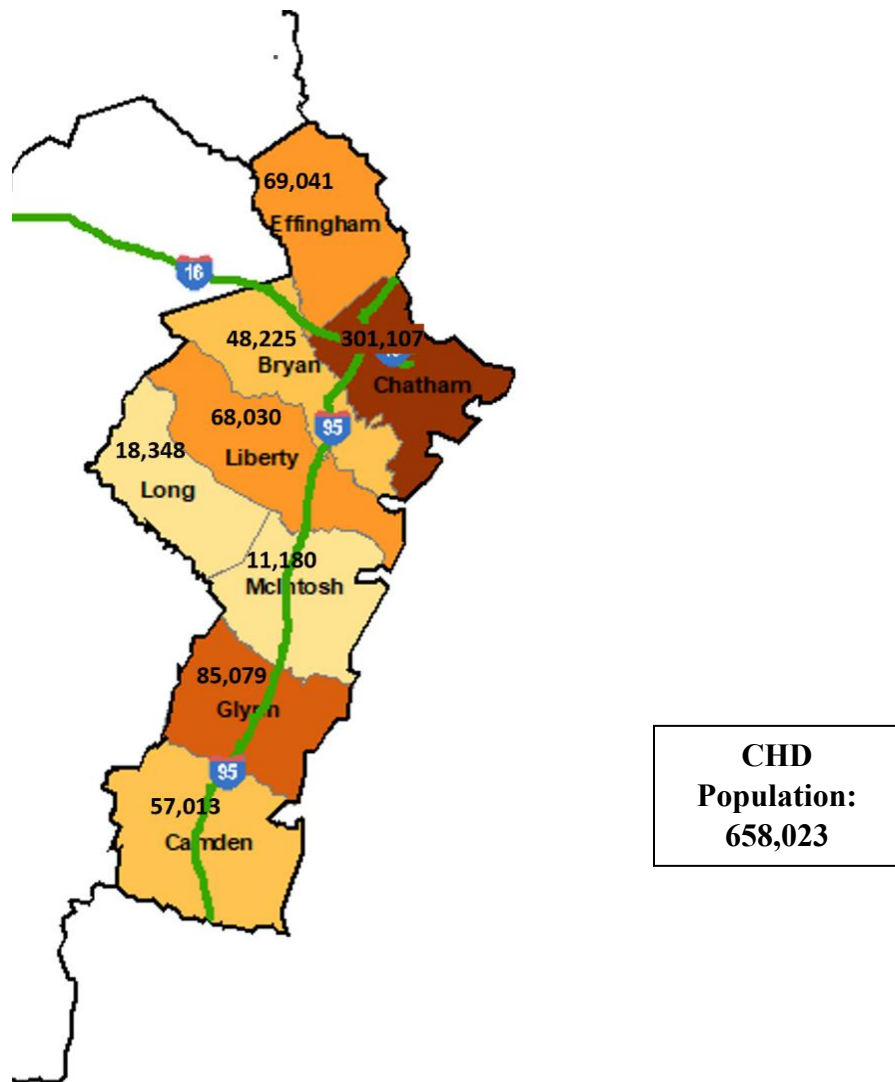 69,041
Effingham
16
48,225
Bryan
301,107
Chatham
68,030
95
Liberty
18,348
Long
11,180
McIntosh
85,079
Glynn
95
57,013
Camden
CHD
Population:
658,023